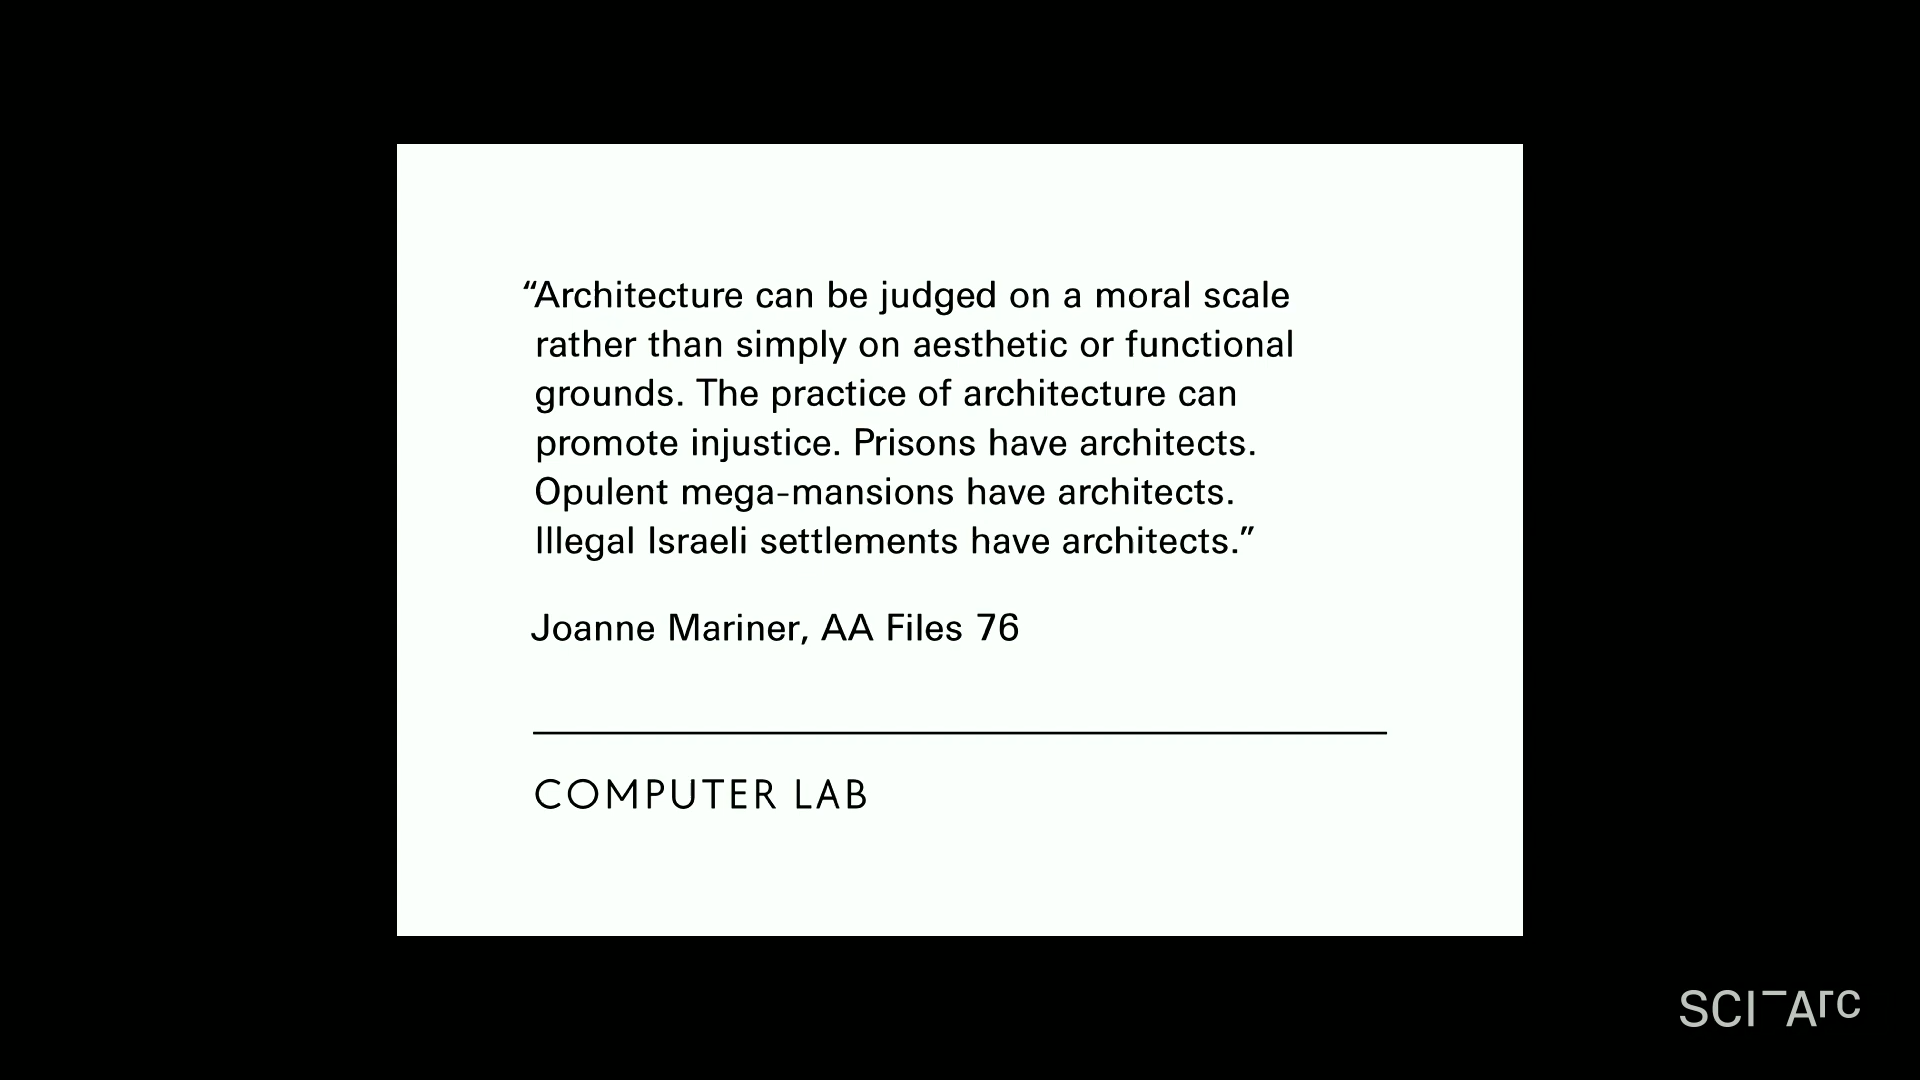 “Architecture can be judged on a moral scale
rather than simply on aesthetic or functional
grounds. The practice of architecture can
promote injustice. Prisons have architects.
Opulent mega-mansions have architects.
Illegal Israeli settlements have architects.”
Joanne Mariner, AA Files 76
COMPUTER LAB
SCI-Arc